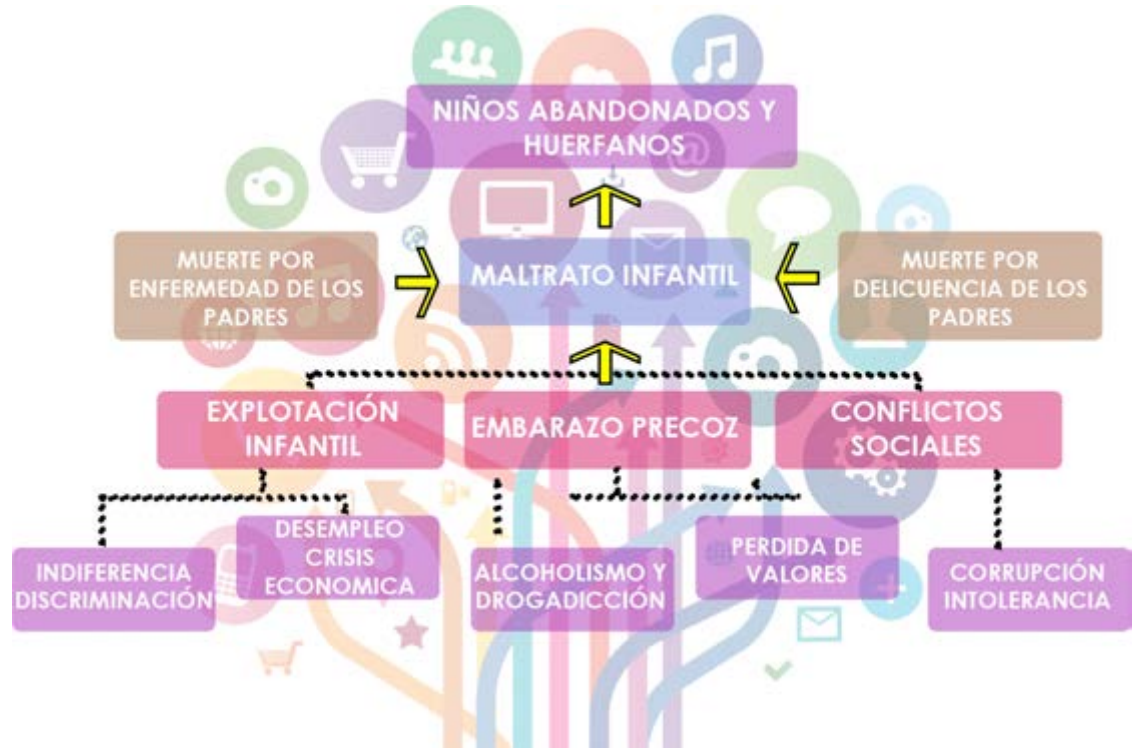 NIÑOS ABANDONADOS Y
HUERFANOS
MUERTE POR
ENFERMEDAD DE LOS
PADRES
MALTRATO INFANTIL
MUERTE POR
DELICUENCIA DE LOS
PADRES
EXPLOTACIÓN
INFANTIL
EMBARAZO PRECOZ
CONFLICTOS
SOCIALES
INDIFERENCIA
DISCRIMINACIÓN
DESEMPLEO
CRISIS
ECONOMICA
ALCOHOLISMO Y
DROGADICCIÓN
PERDIDA DE
VALORES
CORRUPCIÓN
INTOLERANCIA